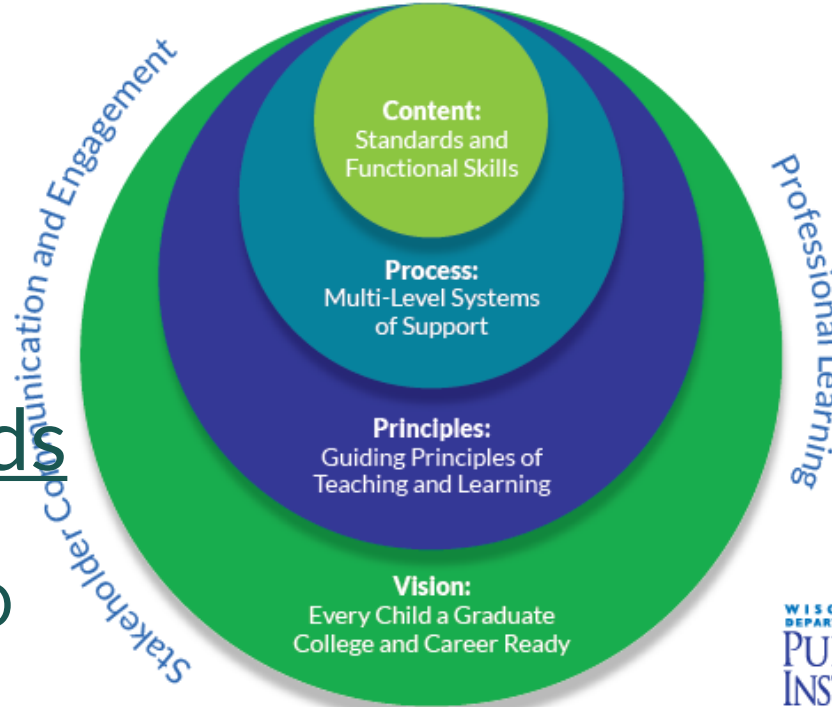 Stakeholder Communication and Engagement
Content:
Standards and
Functional Skills
Process:
Multi-Level Systems
of Support
Principles:
Guiding Principles of
Teaching and Learning
Vision:
Every Child a Graduate
College and Career Ready
Professional Learning